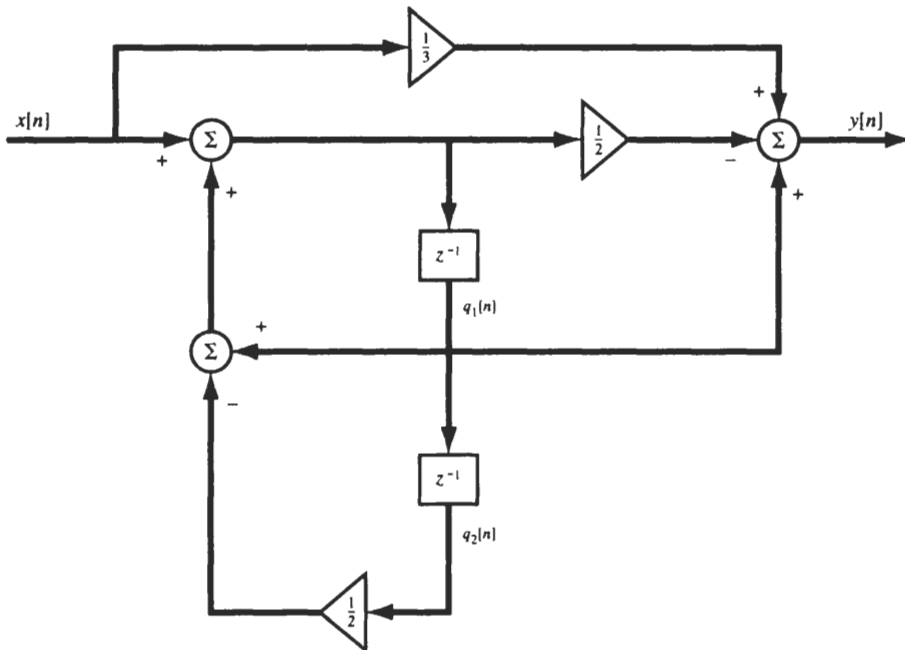 1/3
x[n]
+
Σ
+
+
1/2
−
+
Σ
+
y[n]
z⁻¹
q₁[n]
+
Σ
−
z⁻¹
q₂[n]
1/2